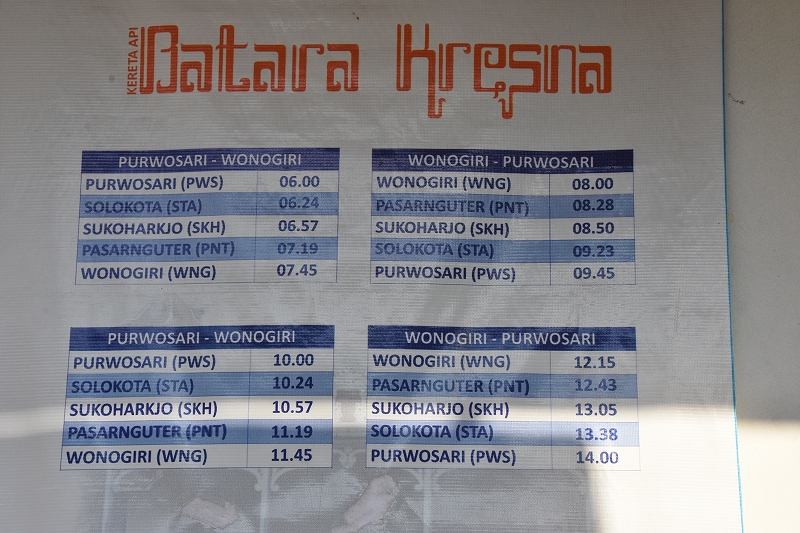 KERETA API
Batara Kresna
PURWOSARI - WONOGIRI
PURWOSARI (PWS) 06.00
SOLOKOTA (STA) 06.24
SUKOHARKJO (SKH) 06.57
PASARNGUTER (PNT) 07.19
WONOGIRI (WNG) 07.45
WONOGIRI - PURWOSARI
WONOGIRI (WNG) 08.00
PASARNGUTER (PNT) 08.28
SUKOHARJO (SKH) 08.50
SOLOKOTA (STA) 09.23
PURWOSARI (PWS) 09.45
PURWOSARI - WONOGIRI
PURWOSARI (PWS) 10.00
SOLOKOTA (STA) 10.24
SUKOHARKJO (SKH) 10.57
PASARNGUTER (PNT) 11.19
WONOGIRI (WNG) 11.45
WONOGIRI - PURWOSARI
WONOGIRI (WNG) 12.15
PASARNGUTER (PNT) 12.43
SUKOHARJO (SKH) 13.05
SOLOKOTA (STA) 13.38
PURWOSARI (PWS) 14.00